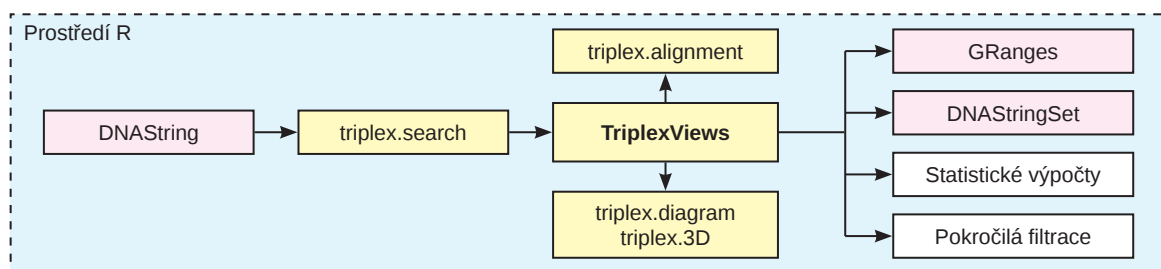 Prostředí R
DNAString
triplex.search
triplex.alignment
TriplexViews
triplex.diagram
triplex.3D
GRanges
DNAStringSet
Statistické výpočty
Pokročilá filtrace